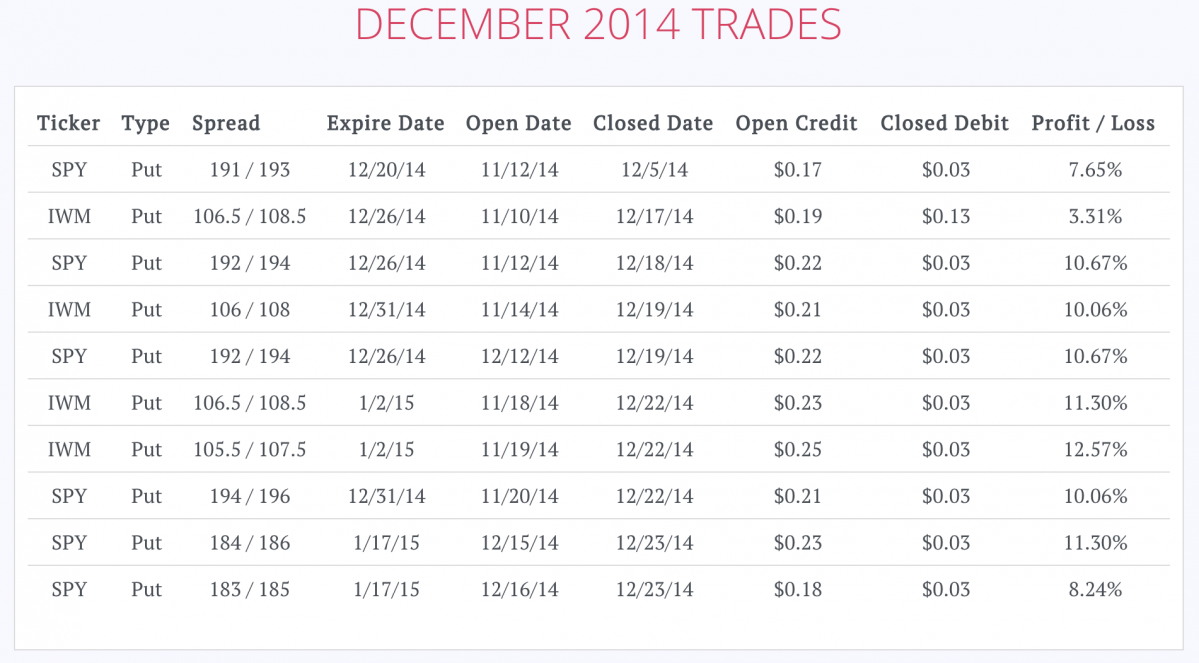 DECEMBER 2014 TRADES
Ticker Type Spread Expire Date Open Date Closed Date Open Credit Closed Debit Profit / Loss
SPY Put 191 / 193 12/20/14 11/12/14 12/5/14 $0.17 $0.03 7.65%
IWM Put 106.5 / 108.5 12/26/14 11/10/14 12/17/14 $0.19 $0.13 3.31%
SPY Put 192 / 194 12/26/14 11/12/14 12/18/14 $0.22 $0.03 10.67%
IWM Put 106 / 108 12/31/14 11/14/14 12/19/14 $0.21 $0.03 10.06%
SPY Put 192 / 194 12/26/14 12/12/14 12/19/14 $0.22 $0.03 10.67%
IWM Put 106.5 / 108.5 1/2/15 11/18/14 12/22/14 $0.23 $0.03 11.30%
IWM Put 105.5 / 107.5 1/2/15 11/19/14 12/22/14 $0.25 $0.03 12.57%
SPY Put 194 / 196 12/31/14 11/20/14 12/22/14 $0.21 $0.03 10.06%
SPY Put 184 / 186 1/17/15 12/15/14 12/23/14 $0.23 $0.03 11.30%
SPY Put 183 / 185 1/17/15 12/16/14 12/23/14 $0.18 $0.03 8.24%